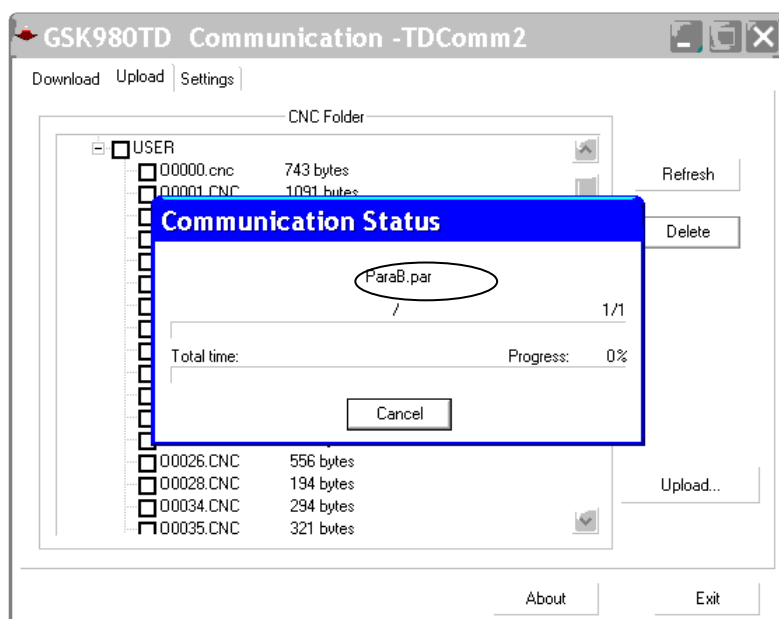 GSK980TD Communication -TDComm2
Download Upload Settings
CNC Folder
USER
O0000.cnc 743 bytes
O0001.CNC 1091 bytes
Refresh
Delete
Communication Status
ParaB.par
/ 1/1
Total time: Progress: 0%
Cancel
O0026.CNC 556 bytes
O0028.CNC 194 bytes
O0034.CNC 294 bytes
O0035.CNC 321 bytes
Upload...
About Exit